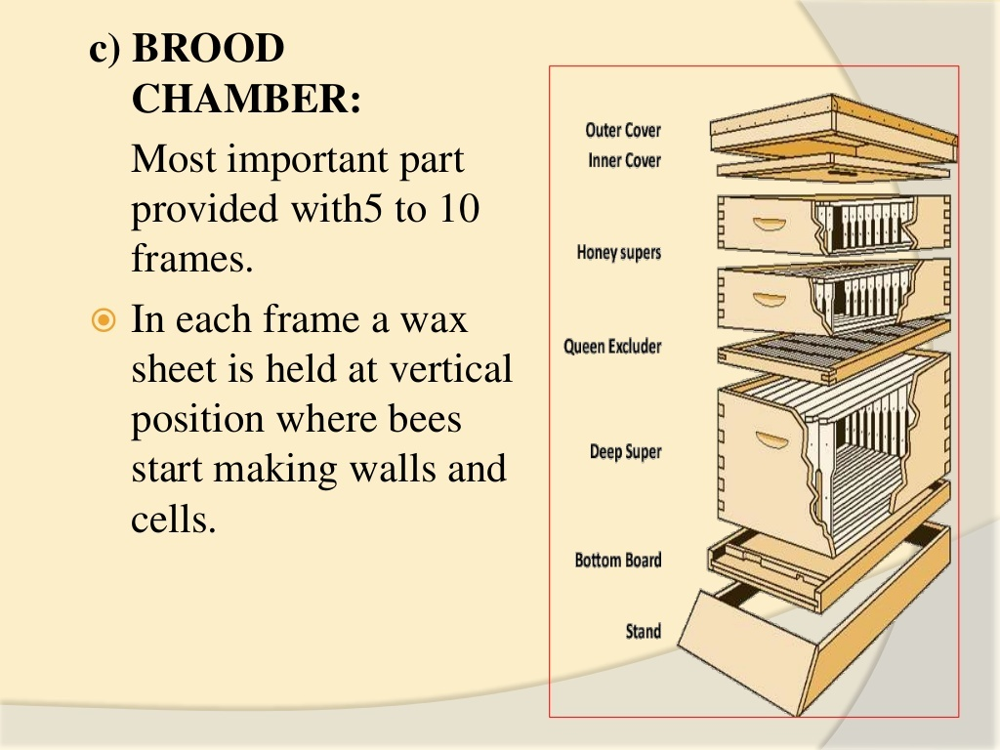 c) BROOD
CHAMBER:
Most important part
provided with5 to 10
frames.
In each frame a wax
sheet is held at vertical
position where bees
start making walls and
cells.
Outer Cover
Inner Cover
Honey supers
Queen Excluder
Deep Super
Bottom Board
Stand